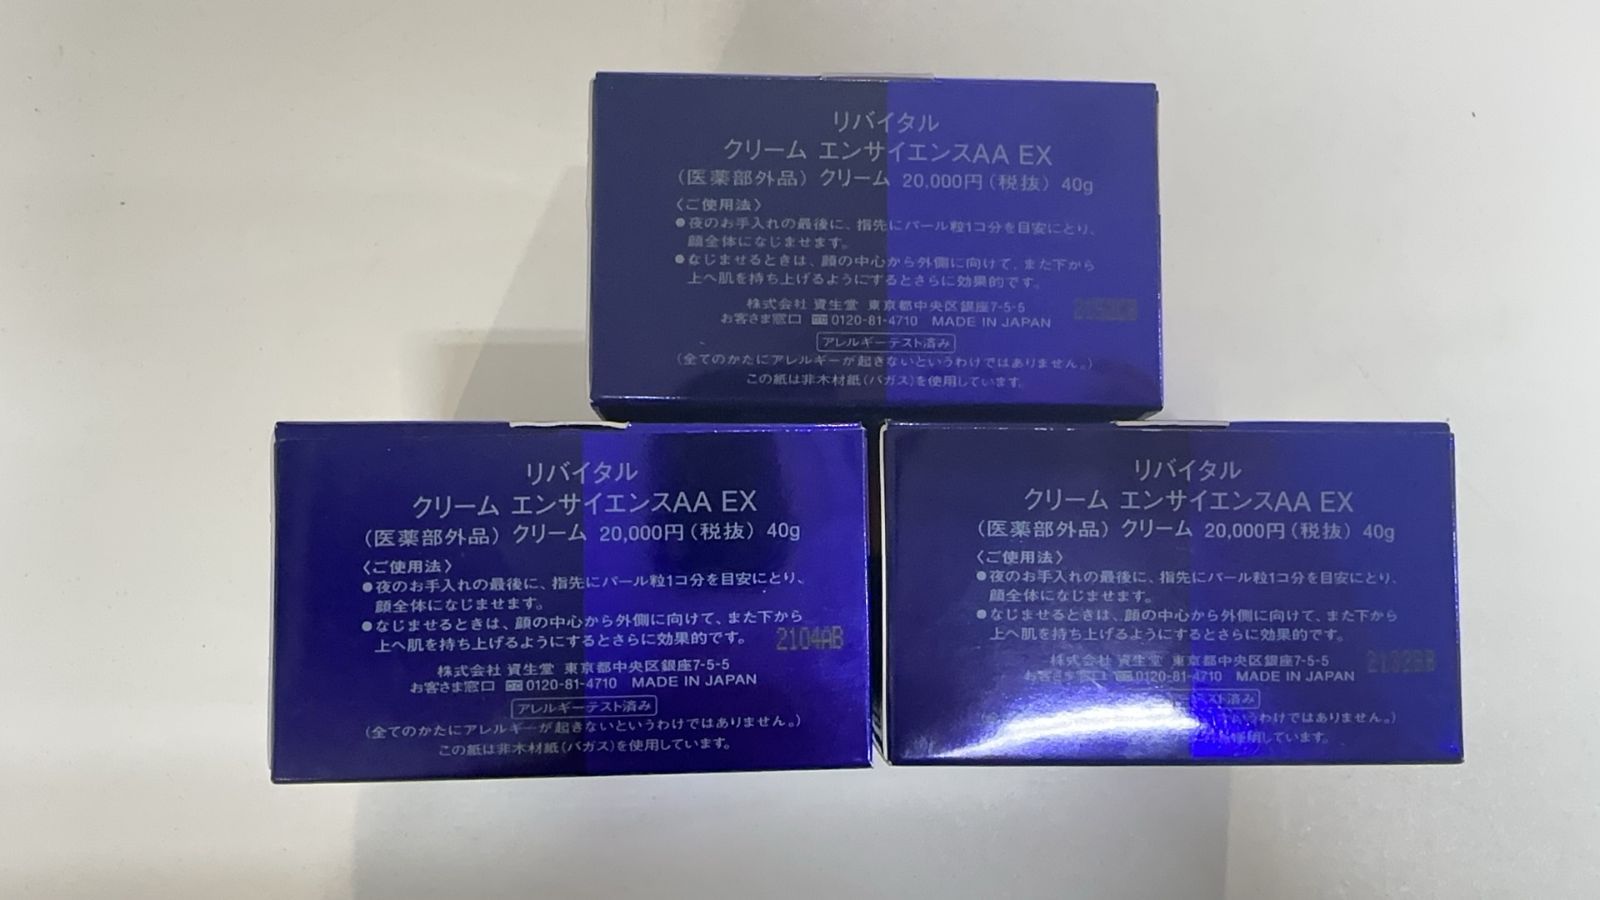 リバイタル
クリーム エンサイエンスAA EX
(医薬部外品) クリーム 20,000円(税抜) 40g
〈ご使用法〉
●夜のお手入れの最後に、指先にパール粒1コ分を目安にとり、
顔全体になじませます。
●なじませるときは、顔の中心から外側に向けて、また下から
上へ肌を持ち上げるようにするとさらに効果的です。
株式会社 資生堂 東京都中央区銀座7-5-5
お客さま窓口 0120-81-4710 MADE IN JAPAN
アレルギーテスト済み
(全てのかたにアレルギーが起きないというわけではありません。)
この紙は非木材紙(バガス)を使用しています。
リバイタル
クリーム エンサイエンスAA EX
(医薬部外品) クリーム 20,000円(税抜) 40g
〈ご使用法〉
●夜のお手入れの最後に、指先にパール粒1コ分を目安にとり、
顔全体になじませます。
●なじませるときは、顔の中心から外側に向けて、また下から
上へ肌を持ち上げるようにするとさらに効果的です。
2104AB
株式会社 資生堂 東京都中央区銀座7-5-5
お客さま窓口 0120-81-4710 MADE IN JAPAN
アレルギーテスト済み
(全てのかたにアレルギーが起きないというわけではありません。)
この紙は非木材紙(バガス)を使用しています。
リバイタル
クリーム エンサイエンスAA EX
(医薬部外品) クリーム 20,000円(税抜) 40g
〈ご使用法〉
●夜のお手入れの最後に、指先にパール粒1コ分を目安にとり、
顔全体になじませます。
●なじませるときは、顔の中心から外側に向けて、また下から
上へ肌を持ち上げるようにするとさらに効果的です。
株式会社 資生堂 東京都中央区銀座7-5-5
お客さま窓口 0120-81-4710 MADE IN JAPAN
テスト済み
わけではありません。)
使用しています。